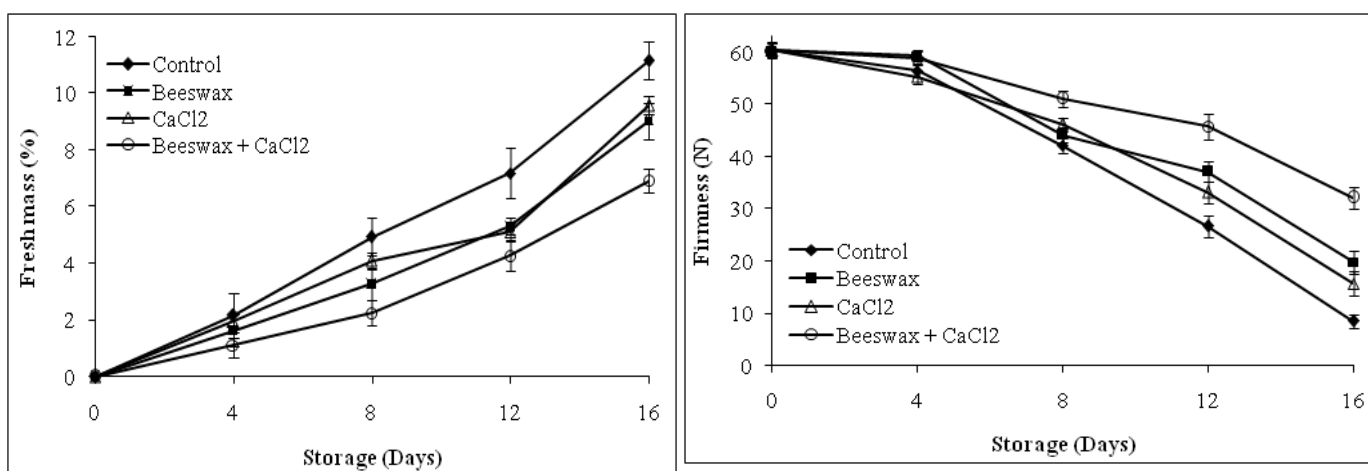 12
10
8
6
4
2
0
Fresh mass (%)
Control
Beeswax
CaCl2
Beeswax + CaCl2
0 4 8 12 16
Storage (Days)
60
50
40
30
20
10
0
Firmness (N)
Control
Beeswax
CaCl2
Beeswax + CaCl2
0 4 8 12 16
Storage (Days)